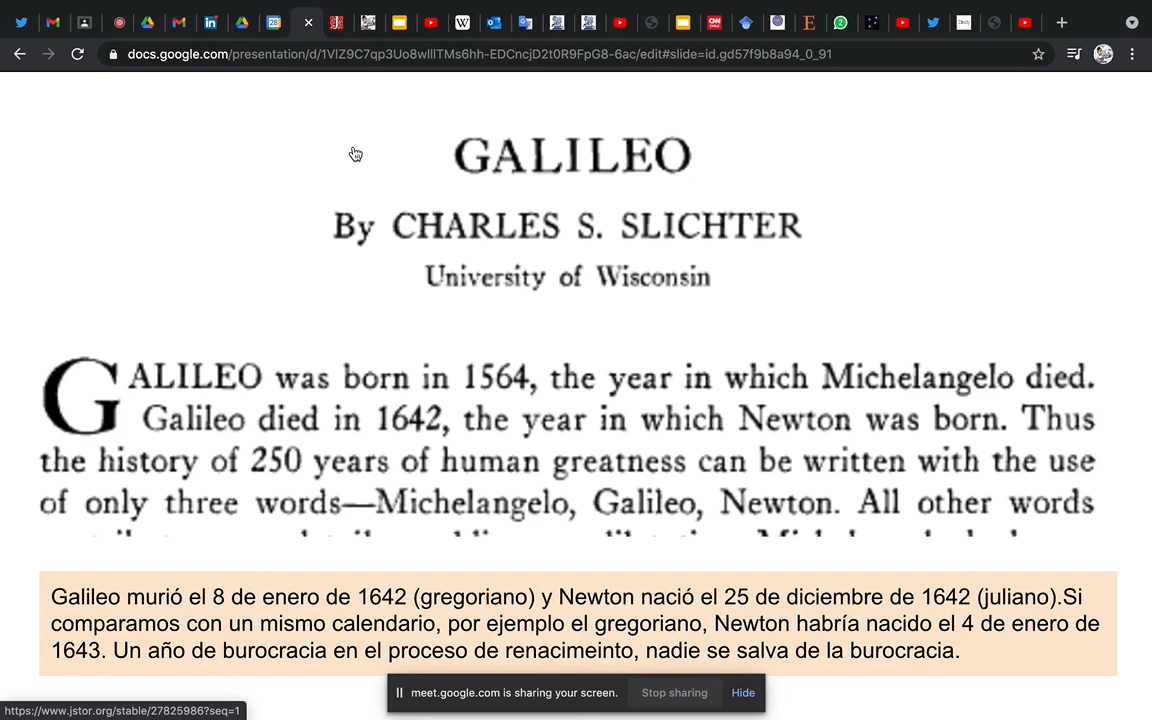 docs.google.com/presentation/d/1VlZ9C7qp3Uo8wlllTMs6hh-EDCncjD2t0R9FpG8-6ac/edit#slide=id.gd57f9b8a94_0_91
GALILEO
By CHARLES S. SLICHTER
University of Wisconsin
GALILEO was born in 1564, the year in which Michelangelo died.
Galileo died in 1642, the year in which Newton was born. Thus
the history of 250 years of human greatness can be written with the use
of only three words—Michelangelo, Galileo, Newton. All other words
Galileo murió el 8 de enero de 1642 (gregoriano) y Newton nació el 25 de diciembre de 1642 (juliano).Si
comparamos con un mismo calendario, por ejemplo el gregoriano, Newton habría nacido el 4 de enero de
1643. Un año de burocracia en el proceso de renacimeinto, nadie se salva de la burocracia.
meet.google.com is sharing your screen. Stop sharing Hide
https://www.jstor.org/stable/27825986?seq=1